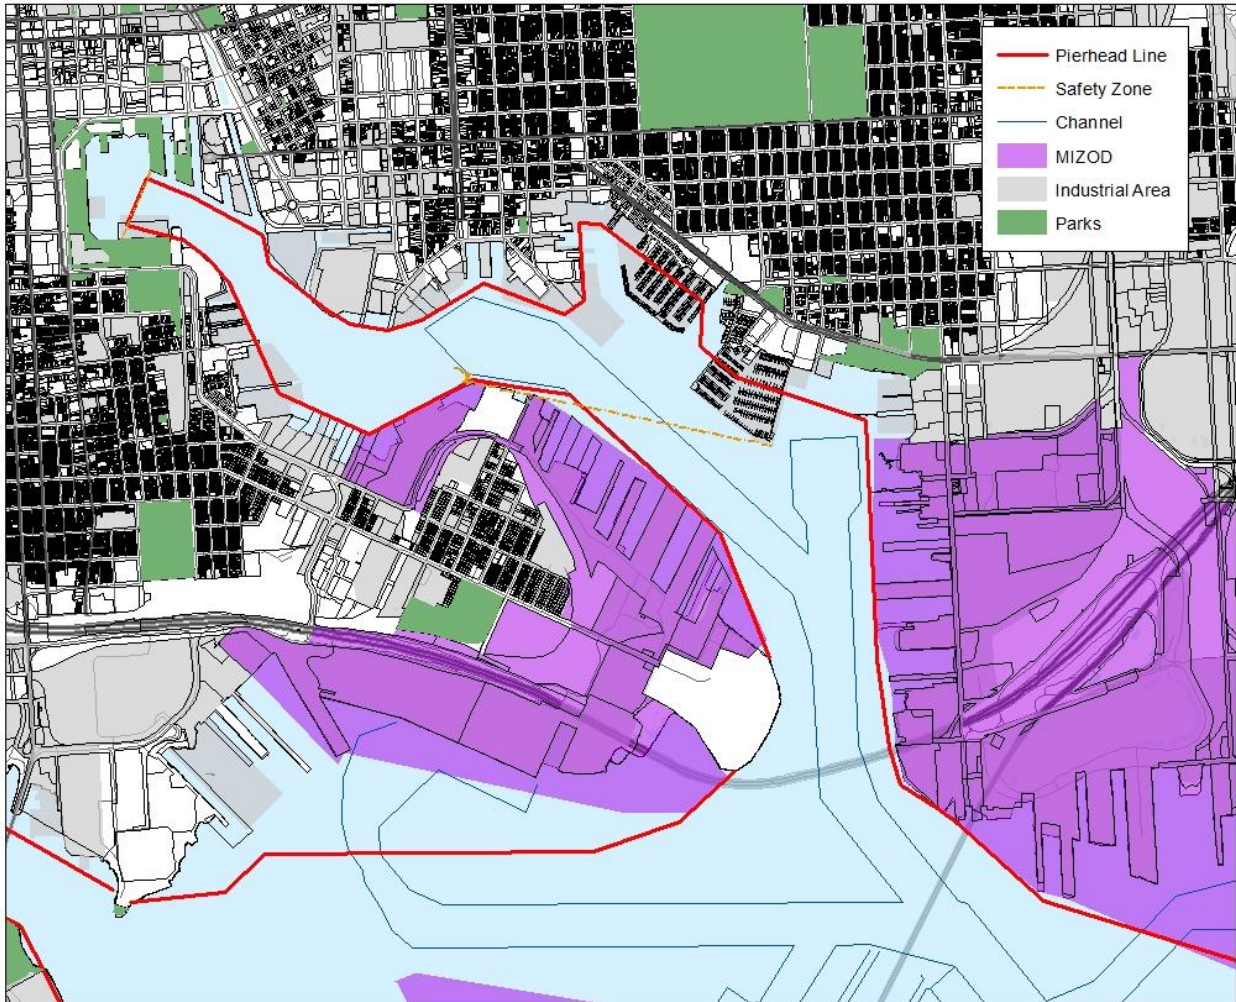 Pierhead Line
Safety Zone
Channel
MIZOD
Industrial Area
Parks